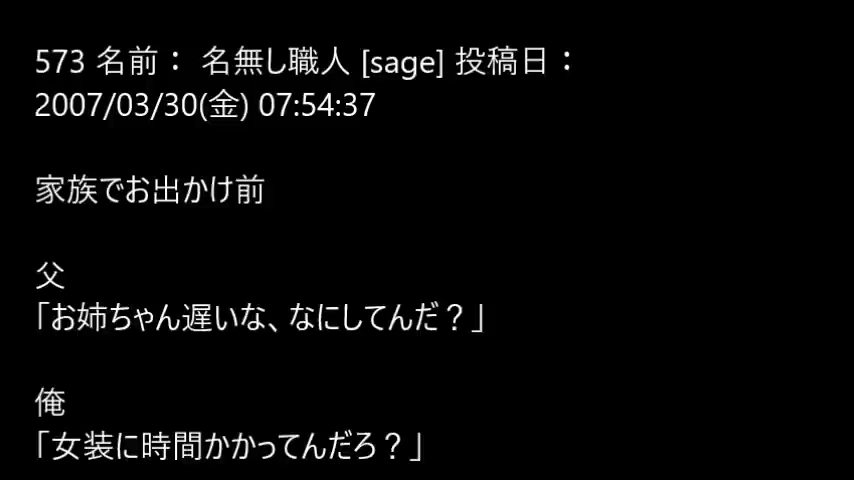 573 名前： 名無し職人 [sage] 投稿日：
2007/03/30(金) 07:54:37
家族でお出かけ前
父
「お姉ちゃん遅いな、なにしてんだ？」
俺
「女装に時間かかってんだろ？」